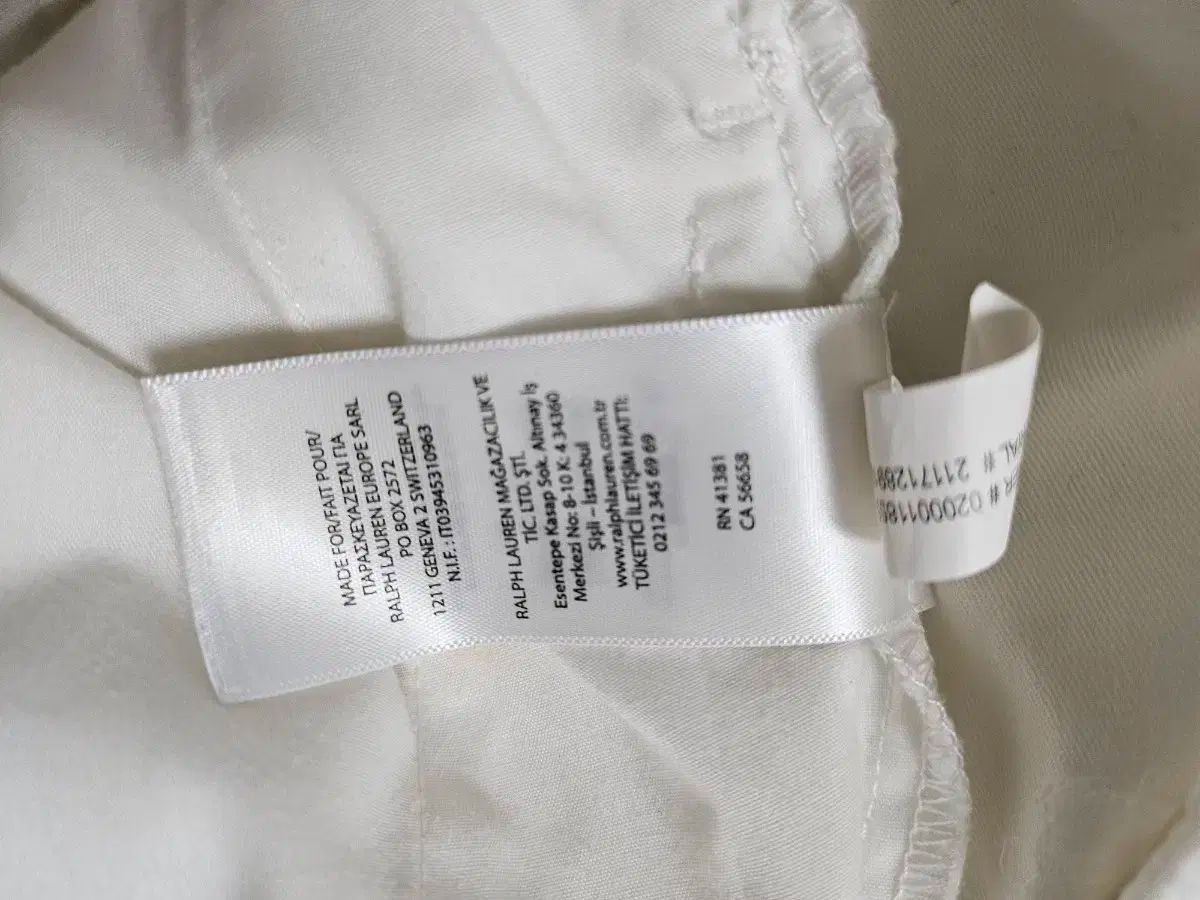 MADE FOR/FAIT POUR/
ΠΑΡΑΣΚΕΥΑΖΕΤΑΙ ΓΙΑ
RALPH LAUREN EUROPE SARL
PO BOX 2572
1211 GENEVA 2 SWITZERLAND
N.I.F. : IT03945310963
RALPH LAUREN MAĞAZACILIK VE
TİC. LTD. ŞTİ.
Esentepe Kasap Sok. Altınay İş
Merkezi No: 8-10 K: 4 34360
Şişli – İstanbul
www.ralphlauren.com.tr
TÜKETİCİ İLETİŞİM HATTI:
0212 345 69 69
RN 41381
CA 56658